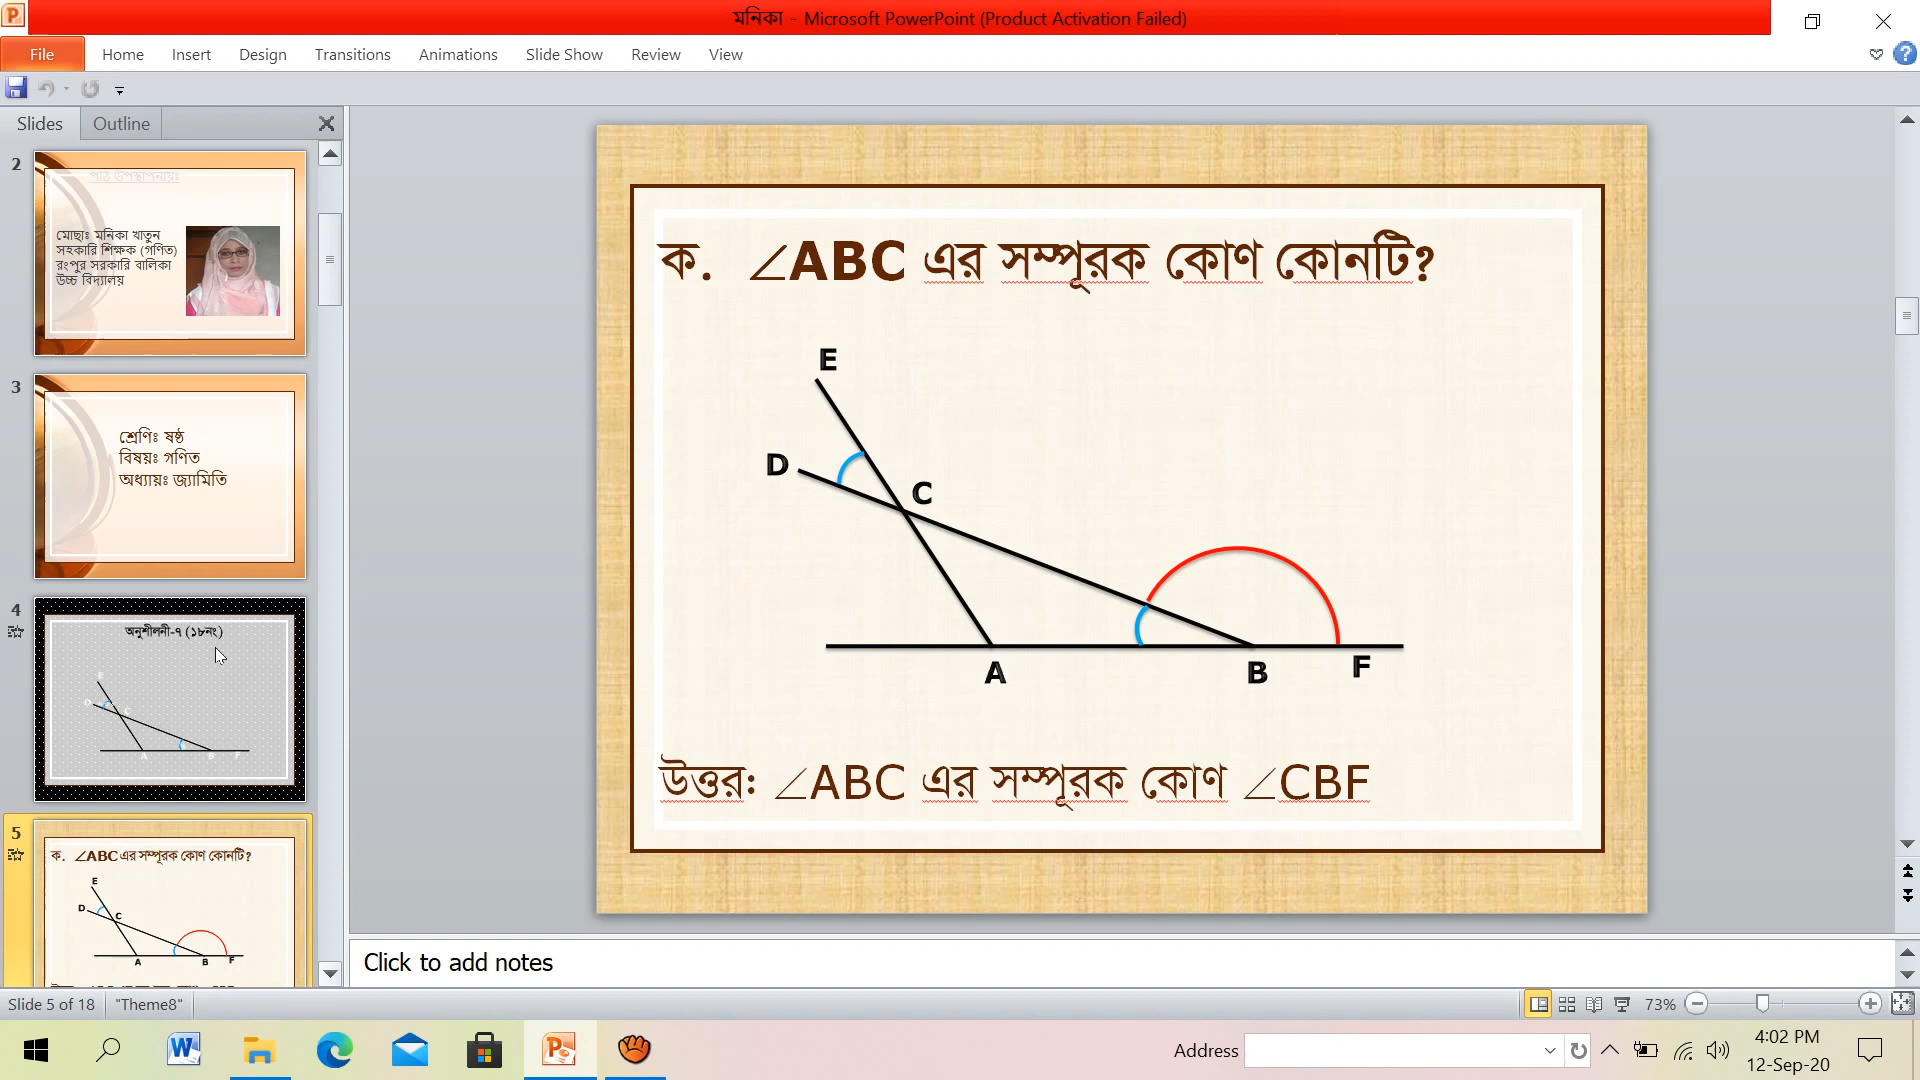 মনিকা - Microsoft PowerPoint (Product Activation Failed)
File Home Insert Design Transitions Animations Slide Show Review View
Slides Outline
2
পাঠ উপস্থাপনায়ঃ
মোছাঃ মনিকা খাতুন
সহকারি শিক্ষক (গণিত)
রংপুর সরকারি বালিকা
উচ্চ বিদ্যালয়
3
শ্রেণিঃ ষষ্ঠ
বিষয়ঃ গণিত
অধ্যায়ঃ জ্যামিতি
4
অনুশীলনী-৭ (১৮নং)
E
D
C
A B F
5
ক. ∠ABC এর সম্পূরক কোণ কোনটি?
E
D
C
A B F
ক. ∠ABC এর সম্পূরক কোণ কোনটি?
E
D
C
A B F
উত্তরঃ ∠ABC এর সম্পূরক কোণ ∠CBF
Click to add notes
Slide 5 of 18 "Theme8" 73%
Address
4:02 PM
12-Sep-20